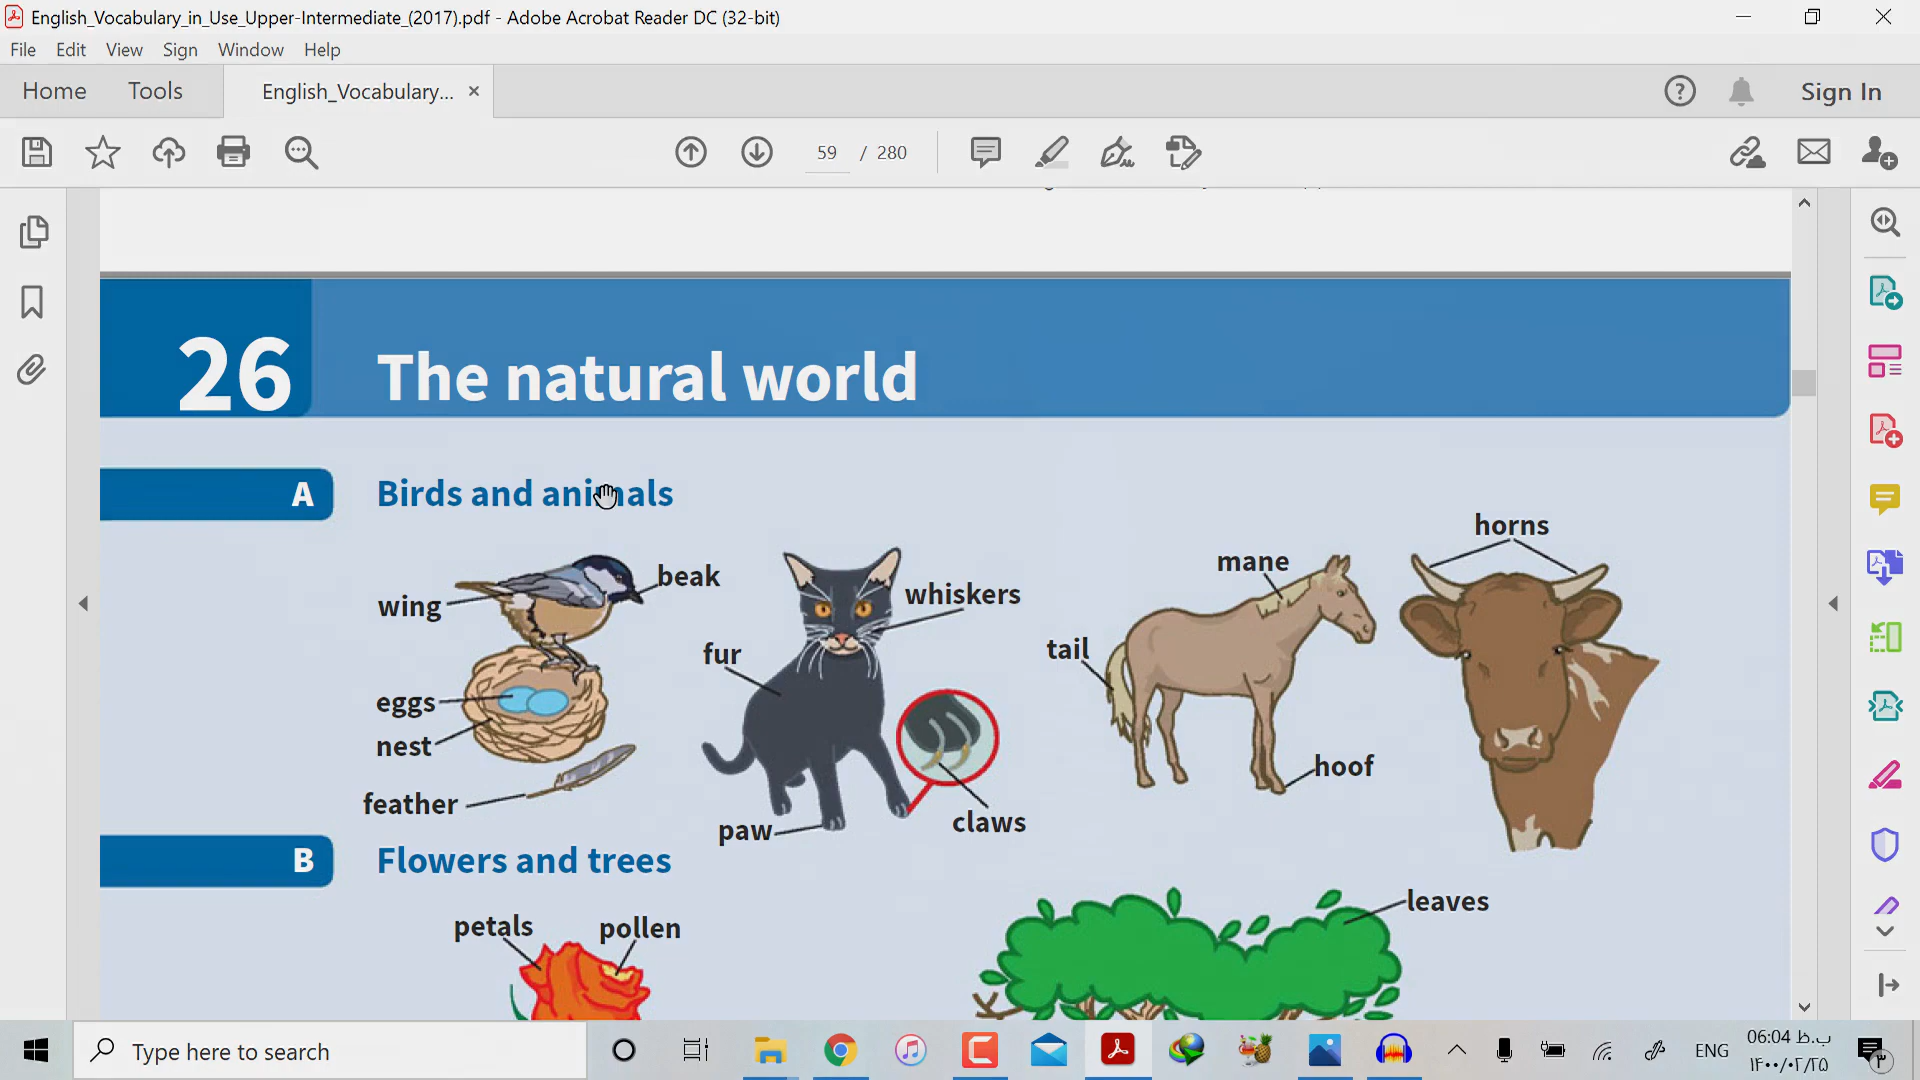 English_Vocabulary_in_Use_Upper-Intermediate_(2017).pdf - Adobe Acrobat Reader DC (32-bit)
File Edit View Sign Window Help
Home Tools English_Vocabulary... × Sign In
59 / 280
26 The natural world
A Birds and animals
horns
mane
beak
whiskers
wing
tail
fur
eggs
nest
hoof
feather
claws
paw
B Flowers and trees
leaves
petals
pollen
Type here to search
ENG
06:04 ب.ظ
۱۴۰۰/۰۲/۲۵
۳